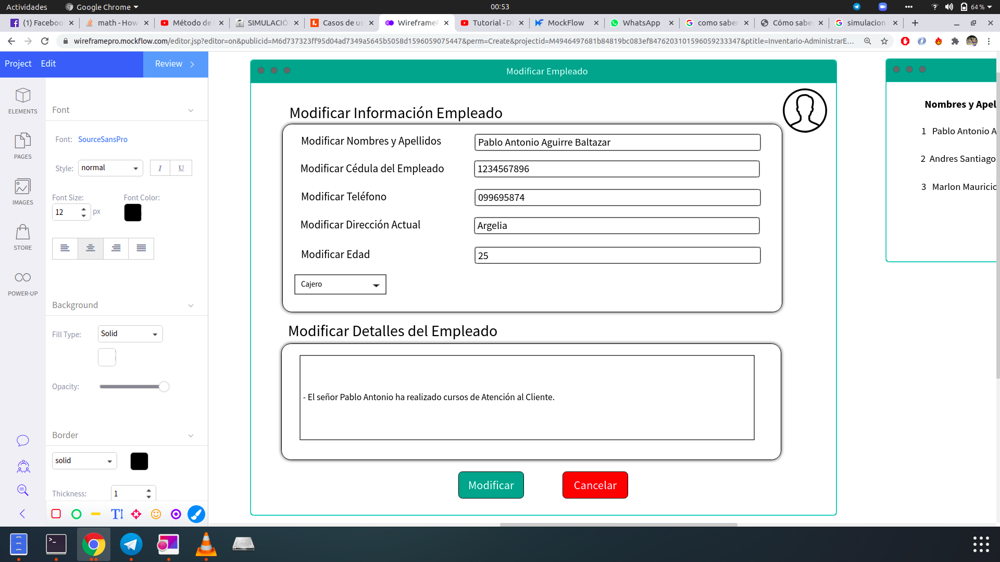 Actividades
Google Chrome
00:53
64 %
(1) Faceboo
math - How
Método de
SIMULACIÓ
Casos de us
WireframeP
Tutorial - Di
MockFlow
WhatsApp
como saber
Cómo saber
simulacion
wireframepro.mockflow.com/editor.jsp?editor=on&publicid=M6d737323ff95d04ad7349a5645b5058d1596059075447&perm=Create&projectid=M4946497681b84819bc083ef8476203101596059233347&ptitle=Inventario-AdministrarE...
Project
Edit
Review
ELEMENTS
PAGES
IMAGES
STORE
POWER-UP
Font
Font: SourceSansPro
Style: normal
I
U
Font Size:
Font Color:
12 px
Background
Fill Type: Solid
Opacity:
Border
solid
Thickness: 1
Modificar Empleado
Modificar Información Empleado
Modificar Nombres y Apellidos
Pablo Antonio Aguirre Baltazar
Modificar Cédula del Empleado
1234567896
Modificar Teléfono
099695874
Modificar Dirección Actual
Argelia
Modificar Edad
25
Cajero
Modificar Detalles del Empleado
- El señor Pablo Antonio ha realizado cursos de Atención al Cliente.
Modificar
Cancelar
Nombres y Apel
1 Pablo Antonio A
2 Andres Santiago
3 Marlon Mauricio